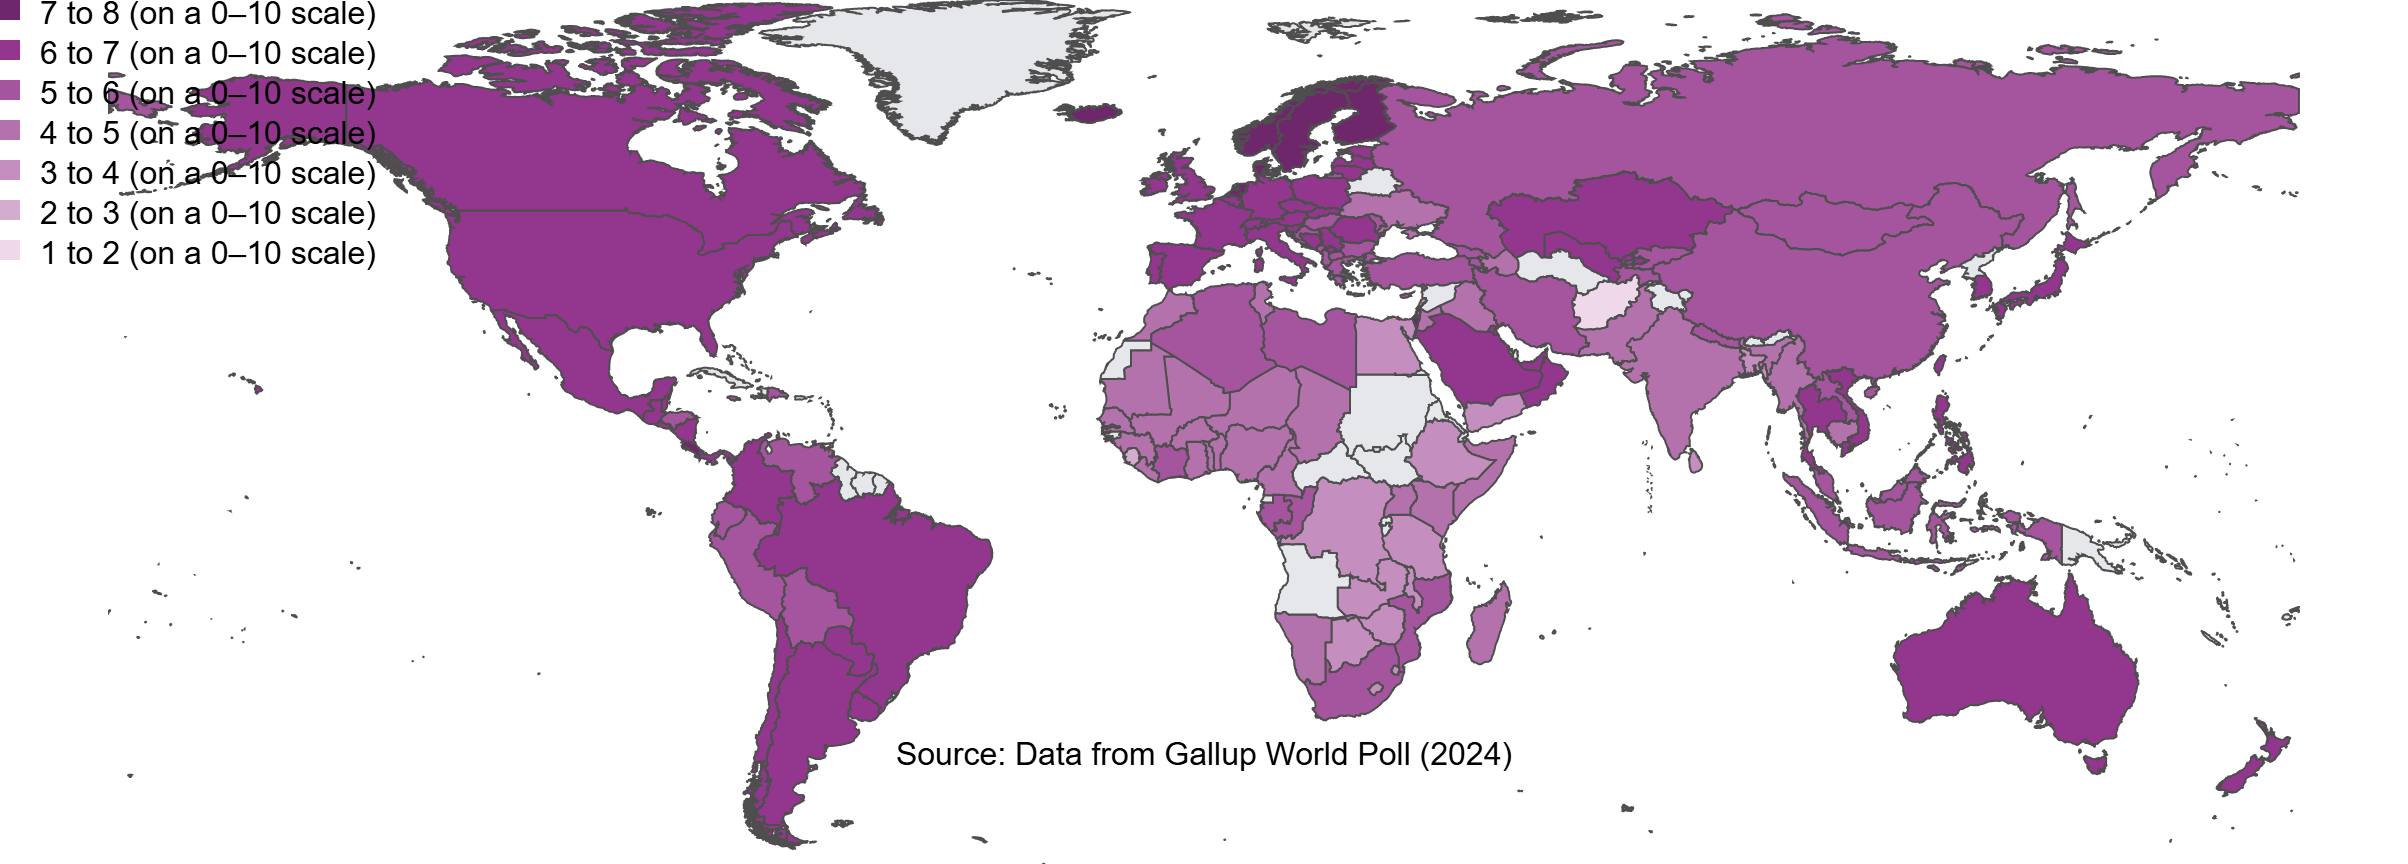 7 to 8 (on a 0–10 scale)
6 to 7 (on a 0–10 scale)
5 to 6 (on a 0–10 scale)
4 to 5 (on a 0–10 scale)
3 to 4 (on a 0–10 scale)
2 to 3 (on a 0–10 scale)
1 to 2 (on a 0–10 scale)
Source: Data from Gallup World Poll (2024)